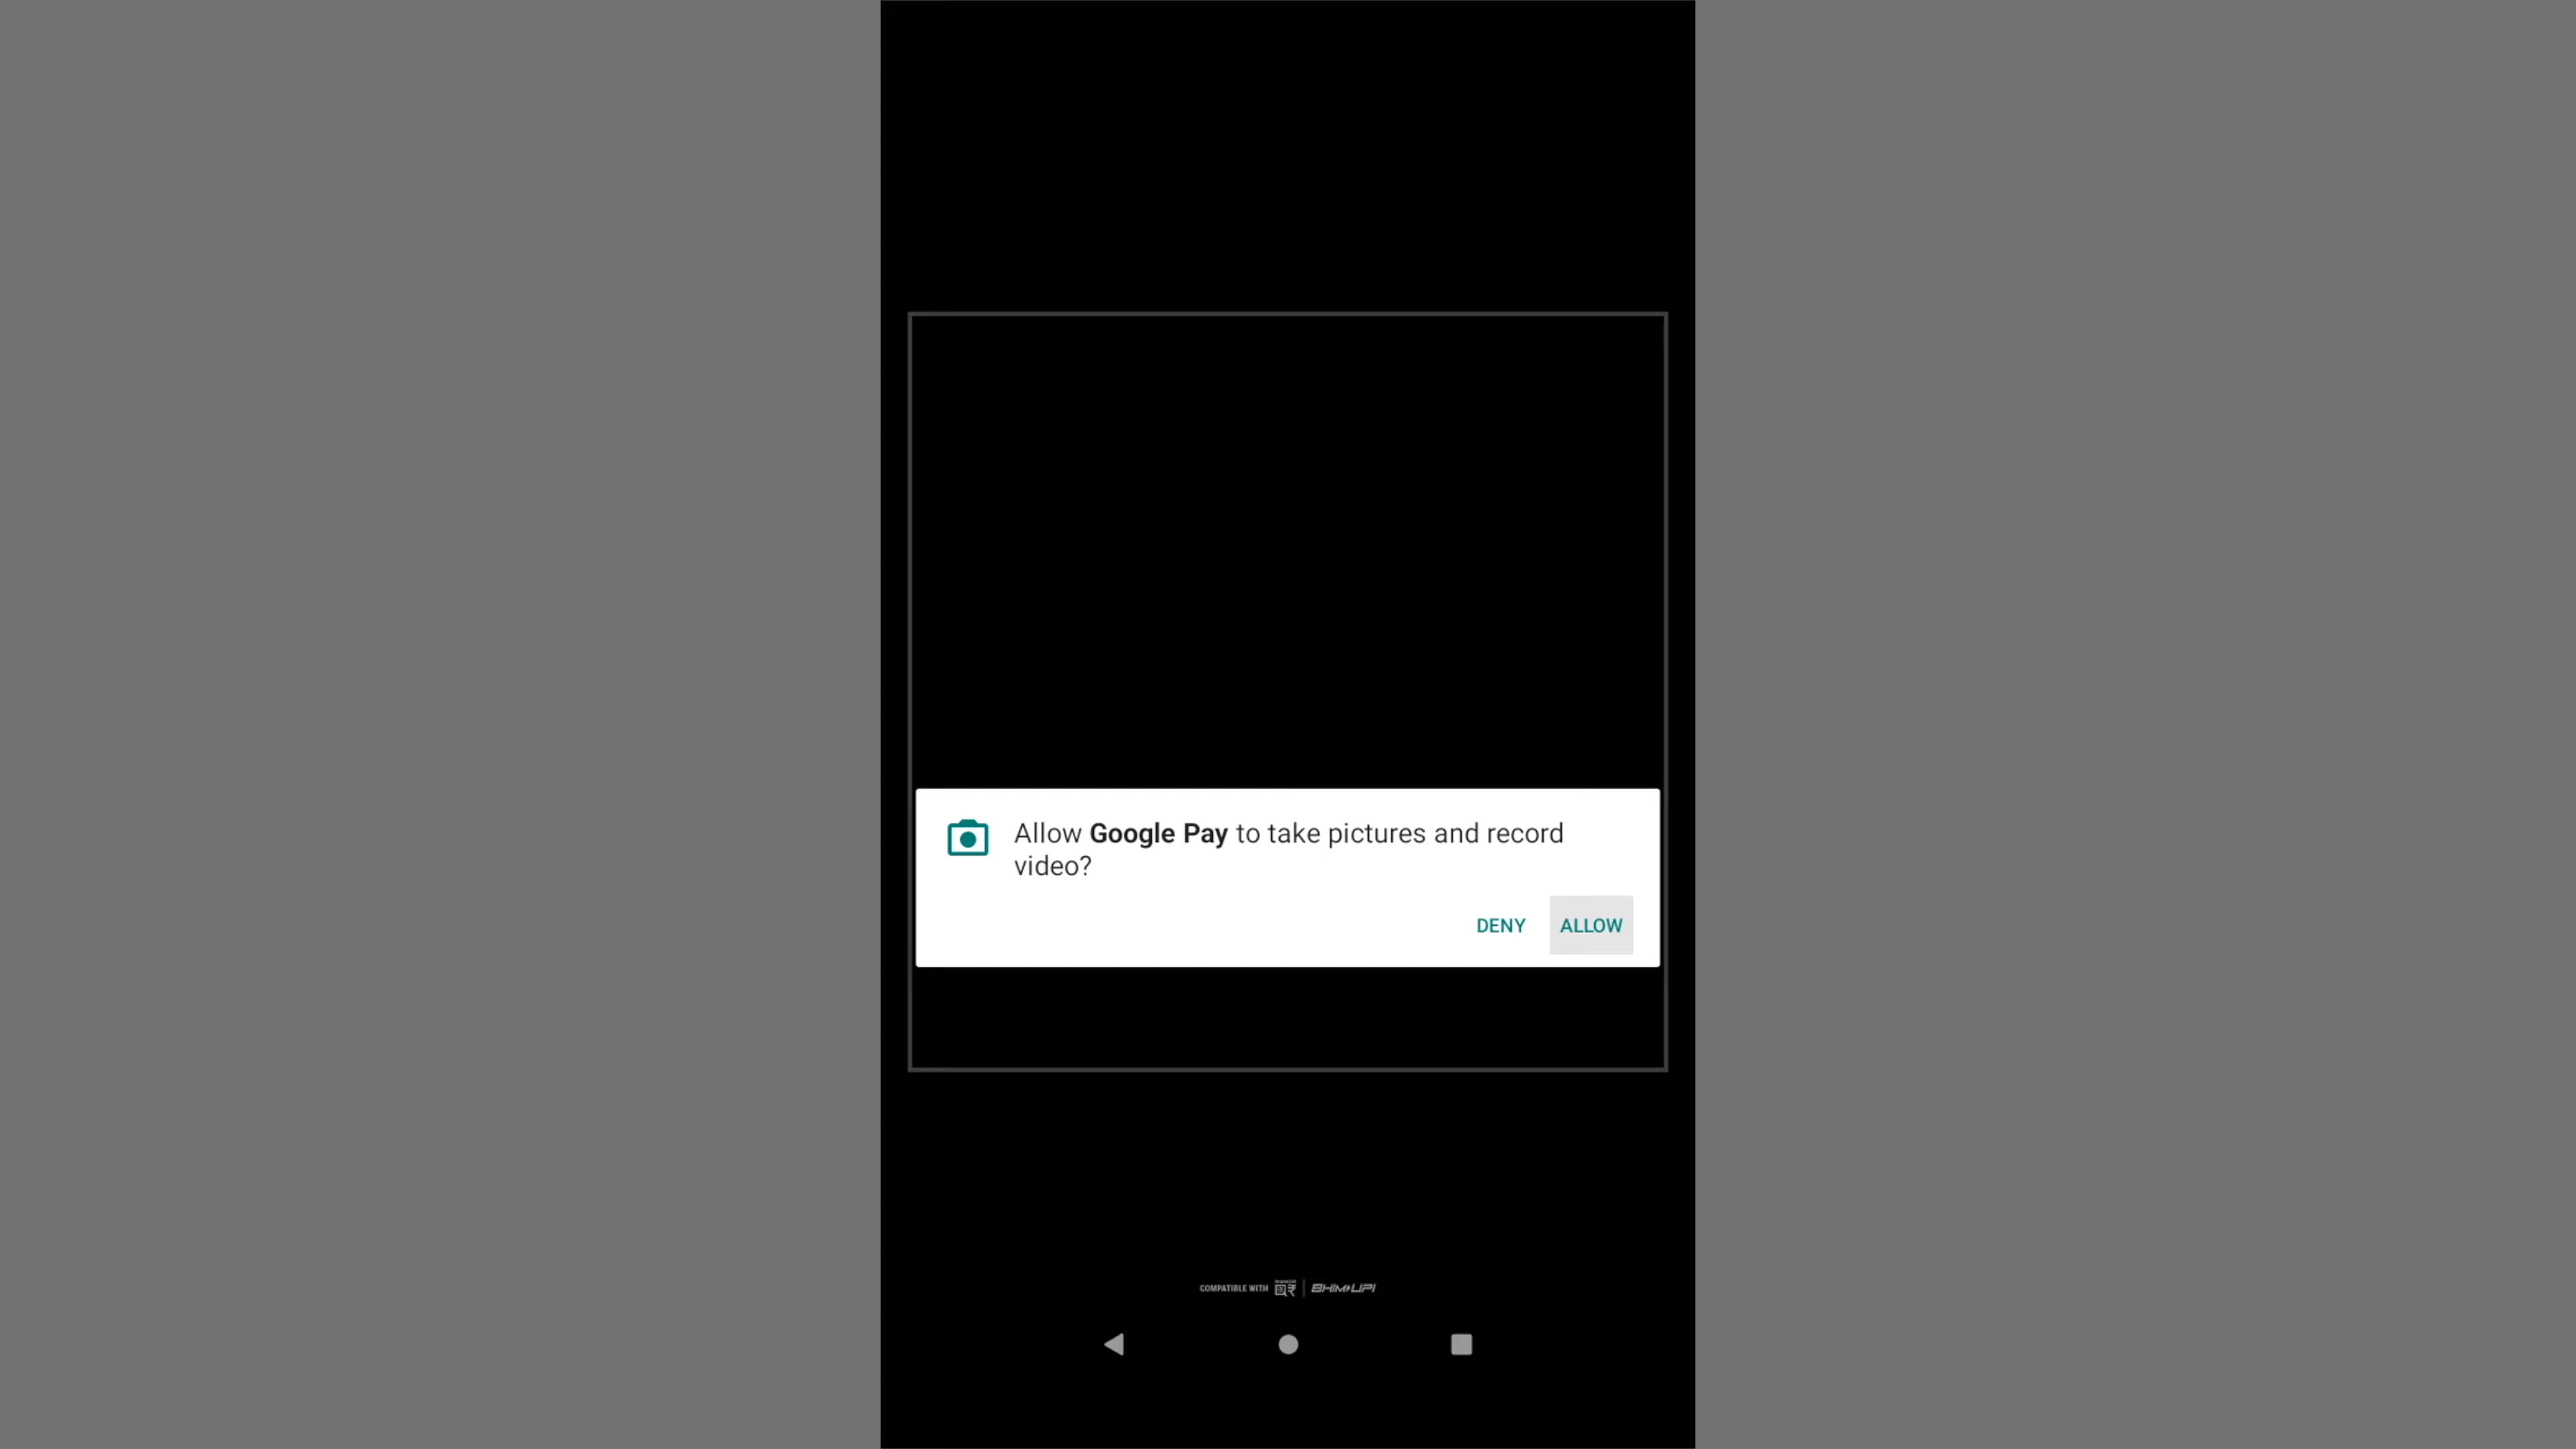 Allow Google Pay to take pictures and record
video?
DENY ALLOW
COMPATIBLE WITH BHIM UPI